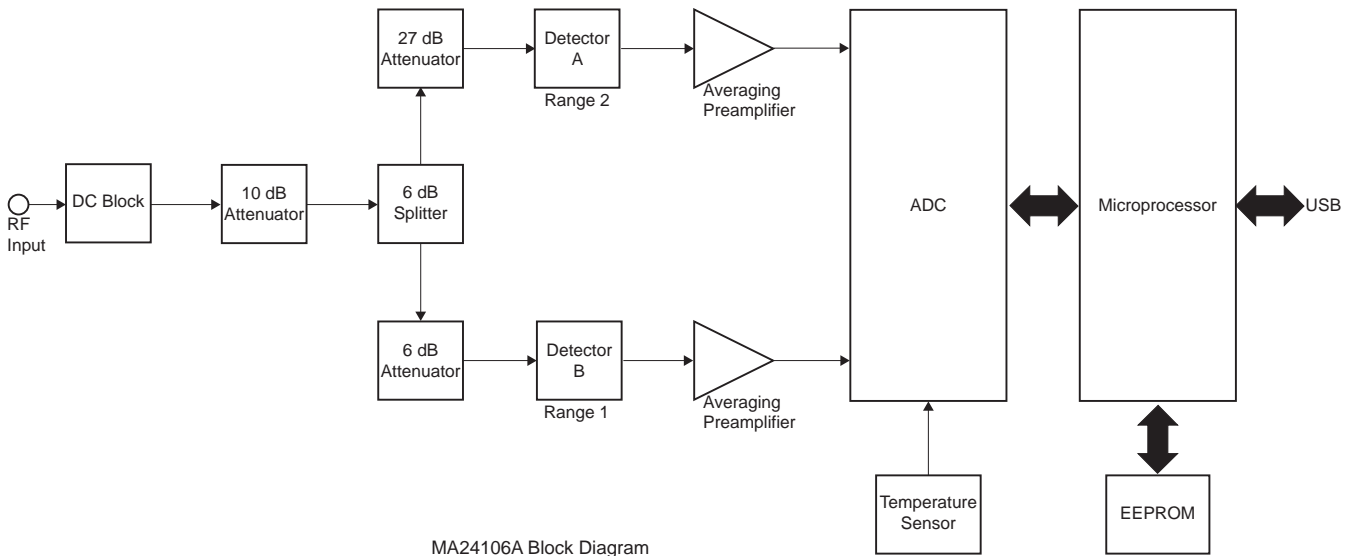 27 dB
Attenuator
Detector
A
Range 2
Averaging
Preamplifier
RF
Input
DC Block
10 dB
Attenuator
6 dB
Splitter
ADC
Microprocessor
USB
6 dB
Attenuator
Detector
B
Range 1
Averaging
Preamplifier
Temperature
Sensor
EEPROM
MA24106A Block Diagram